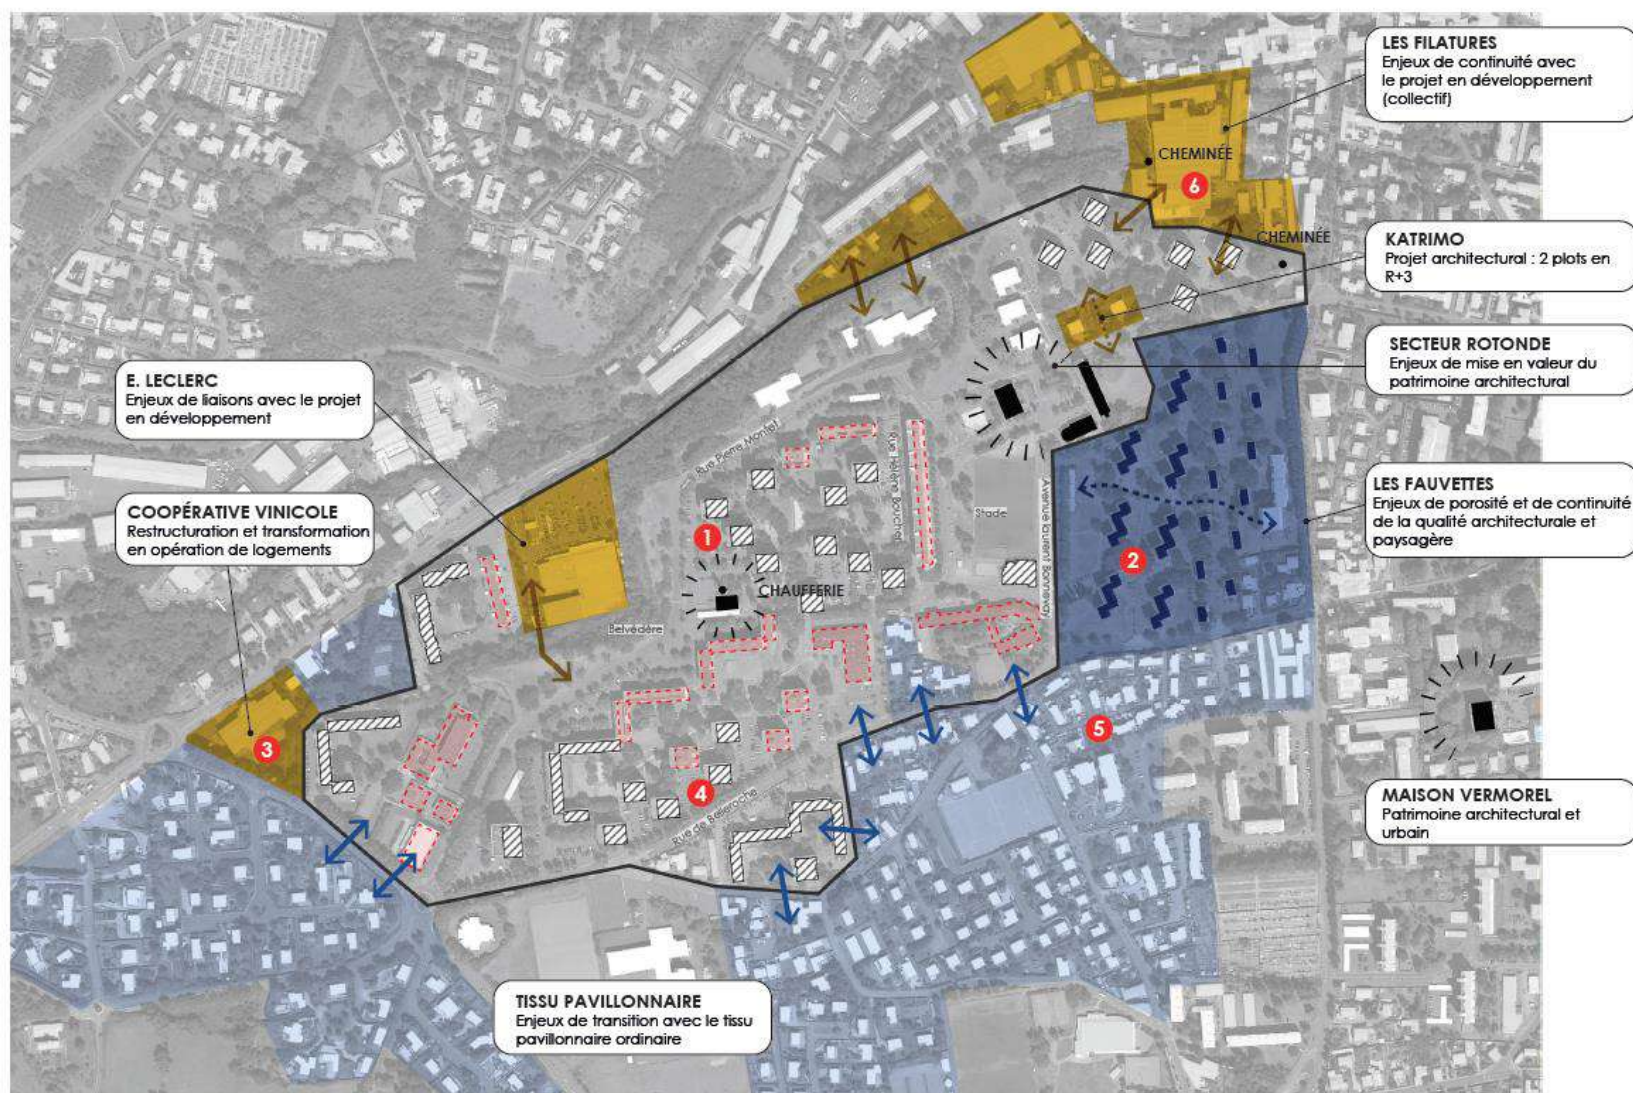 LES FILATURES
Enjeux de continuité avec
le projet en développement
(collectif)
CHEMINÉE
6
KATRIMO
Projet architectural : 2 plots en
R+3
CHEMINÉE
SECTEUR ROTONDE
Enjeux de mise en valeur du
patrimoine architectural
E. LECLERC
Enjeux de liaisons avec le projet
en développement
Rue Pierre Montet
Rue Hélène Boucher
LES FAUVETTES
Enjeux de porosité et de continuité
de la qualité architecturale et
paysagère
COOPÉRATIVE VINICOLE
Restructuration et transformation
en opération de logements
Stade
Avenue Laurent Bonnevay
1
2
CHAUFFERIE
Belvédère
3
5
4
Rue de Belleroche
MAISON VERMOREL
Patrimoine architectural et
urbain
TISSU PAVILLONNAIRE
Enjeux de transition avec le tissu
pavillonnaire ordinaire